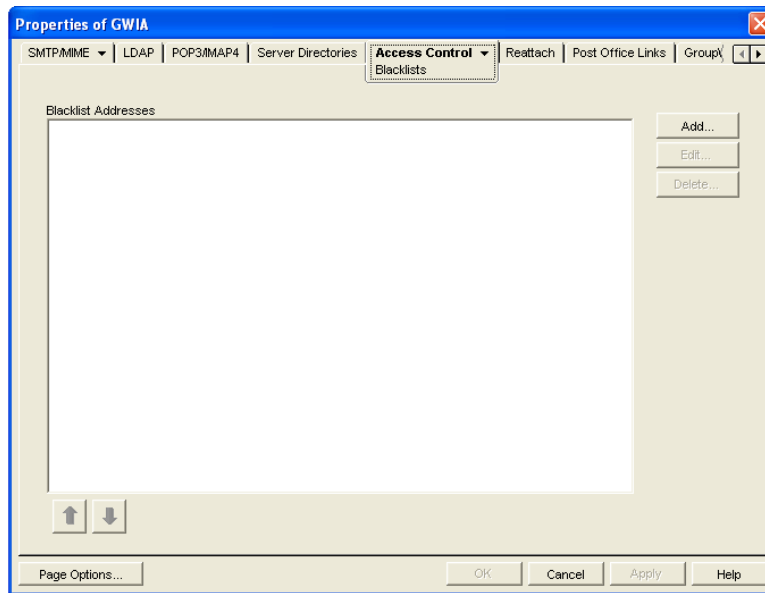 Properties of GWIA
SMTP/MIME LDAP POP3/IMAP4 Server Directories Access Control Reattach Post Office Links GroupW
Blacklists
Blacklist Addresses
Add...
Edit...
Delete...
Page Options... OK Cancel Apply Help